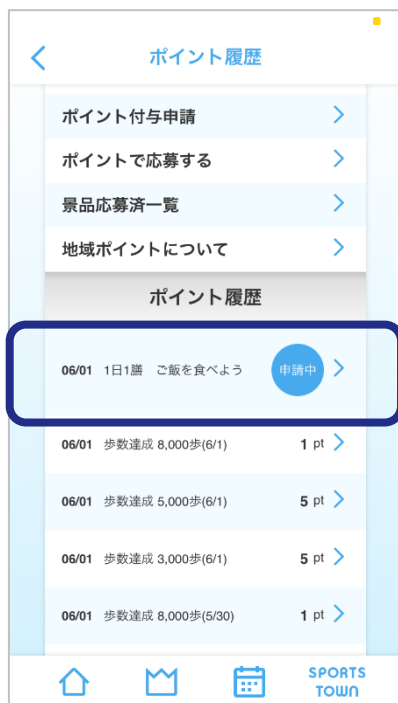 ポイント履歴
ポイント付与申請
ポイントで応募する
景品応募済一覧
地域ポイントについて
ポイント履歴
06/01 1日1膳　ご飯を食べよう 申請中
06/01 歩数達成 8,000歩(6/1) 1 pt
06/01 歩数達成 5,000歩(6/1) 5 pt
06/01 歩数達成 3,000歩(6/1) 5 pt
06/01 歩数達成 8,000歩(5/30) 1 pt
SPORTS
TOWN